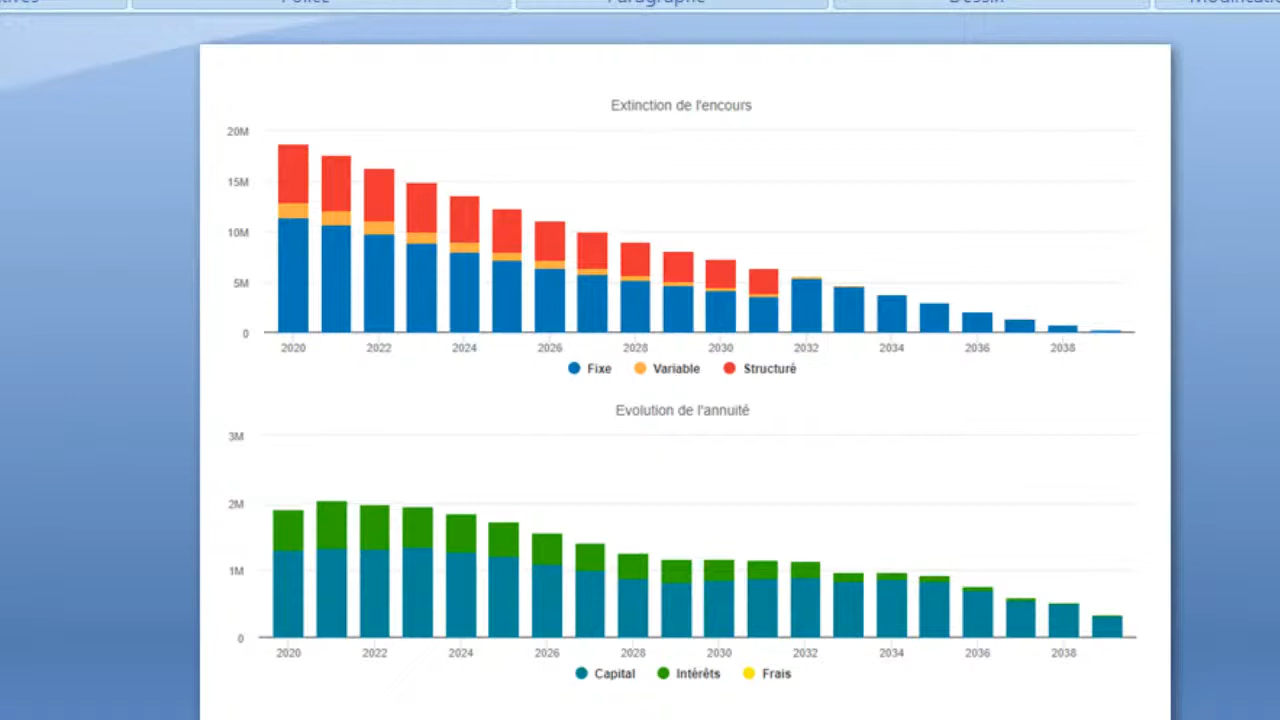 Police Paragraphe Dessin
Extinction de l'encours
20M
15M
10M
5M
0
2020 2022 2024 2026 2028 2030 2032 2034 2036 2038
Fixe Variable Structuré
Evolution de l'annuité
3M
2M
1M
0
2020 2022 2024 2026 2028 2030 2032 2034 2036 2038
Capital Intérêts Frais